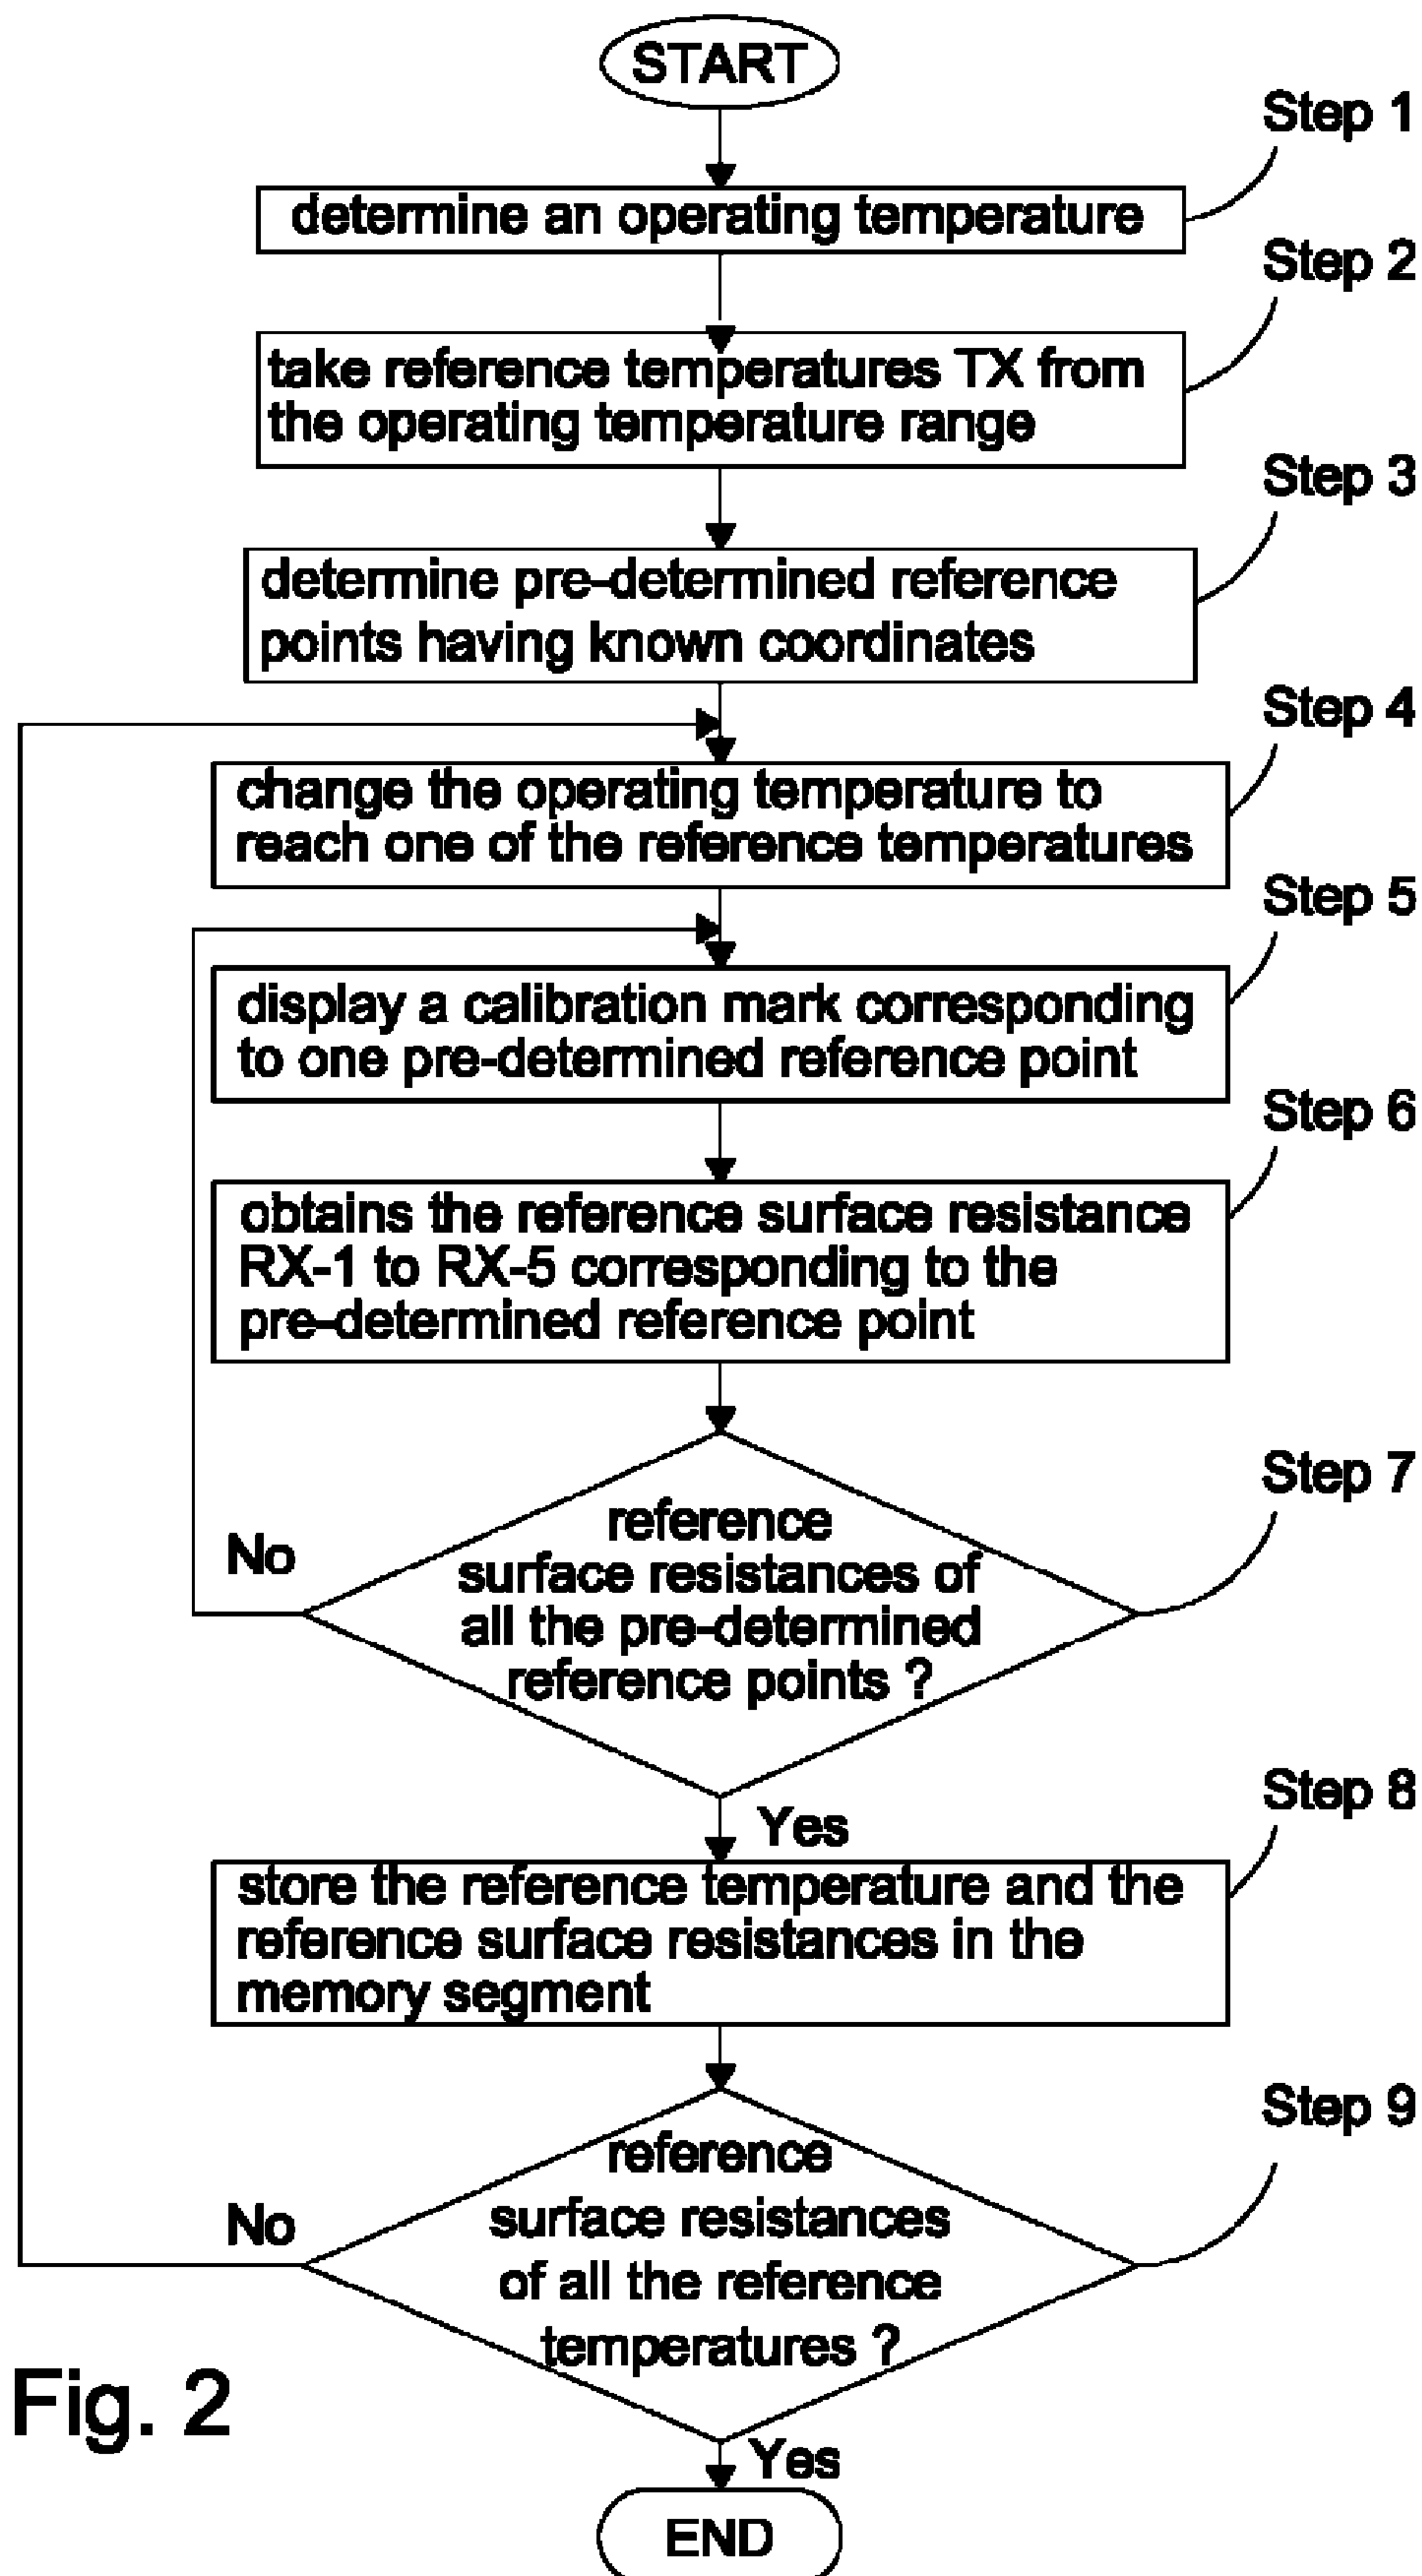 START
Step 1
determine an operating temperature
Step 2
take reference temperatures TX from
the operating temperature range
Step 3
determine pre-determined reference
points having known coordinates
Step 4
change the operating temperature to
reach one of the reference temperatures
Step 5
display a calibration mark corresponding
to one pre-determined reference point
Step 6
obtains the reference surface resistance
RX-1 to RX-5 corresponding to the
pre-determined reference point
Step 7
No
reference
surface resistances of
all the pre-determined
reference points ?
Yes
Step 8
store the reference temperature and the
reference surface resistances in the
memory segment
Step 9
No
reference
surface resistances
of all the reference
temperatures ?
Fig. 2
Yes
END